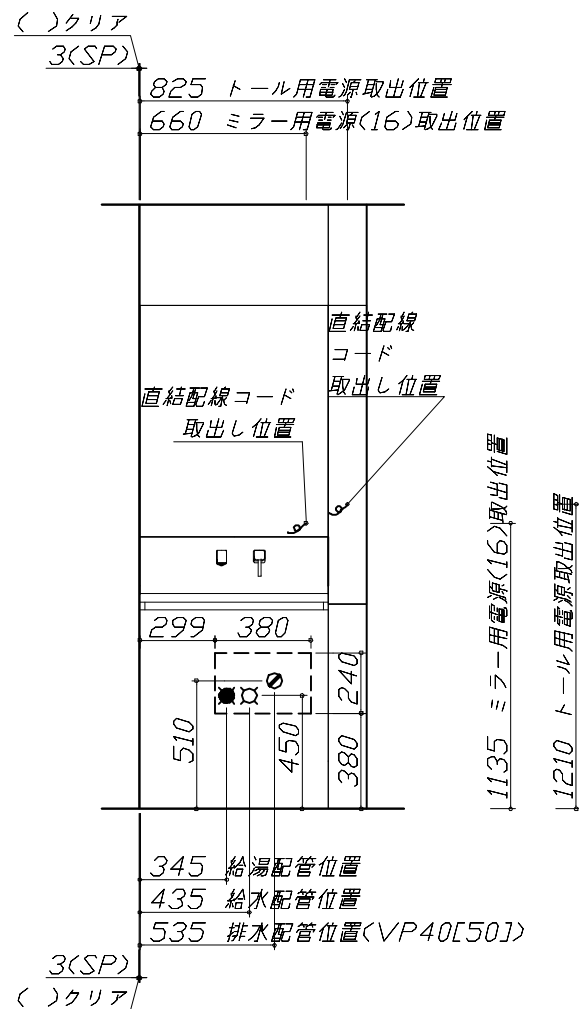 ( )クリア
3(SP)
825 トール用電源取出位置
660 ミラー用電源(16)取出位置
直結配線
コード
取出し位置
直結配線コード
取出し位置
299 380
240
510
450
380
1135 ミラー用電源(16)取出位置
1210 トール用電源取出位置
345 給湯配管位置
435 給水配管位置
535 排水配管位置(VP40[50])
3(SP)
( )クリア